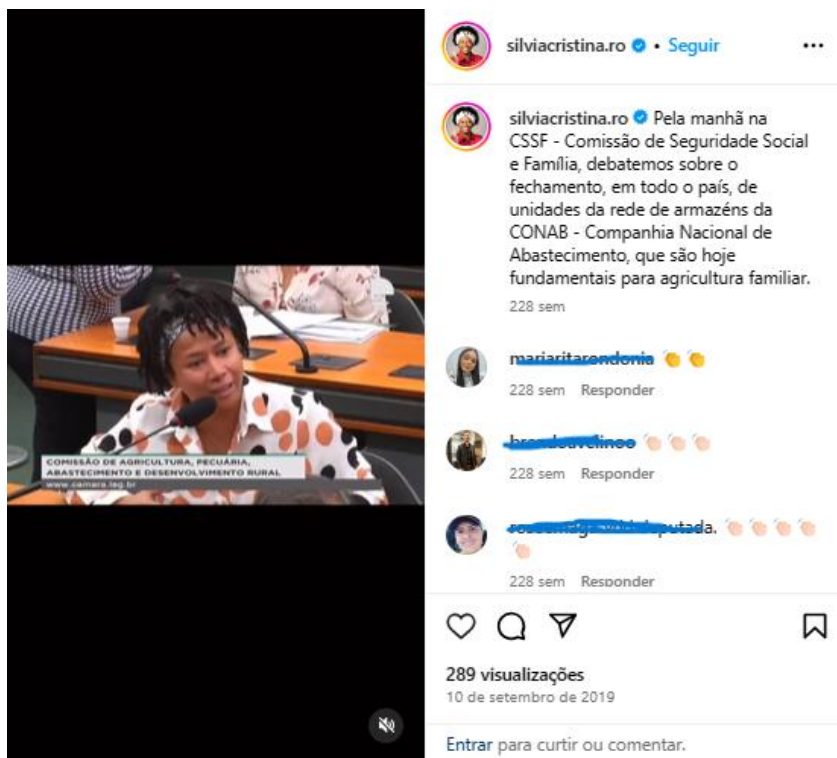 silviacristina.ro • Seguir
silviacristina.ro Pela manhã na
CSSF - Comissão de Seguridade Social
e Família, debatemos sobre o
fechamento, em todo o país, de
unidades da rede de armazéns da
CONAB - Companhia Nacional de
Abastecimento, que são hoje
fundamentais para agricultura familiar.
228 sem
COMISSÃO DE AGRICULTURA, PECUÁRIA,
ABASTECIMENTO E DESENVOLVIMENTO RURAL
www.camara.leg.br
👏 👏
228 sem Responder
👏🏻 👏🏻 👏🏻
228 sem Responder
👏🏻 👏🏻 👏🏻 👏🏻
👏🏻
228 sem Responder
289 visualizações
10 de setembro de 2019
Entrar para curtir ou comentar.